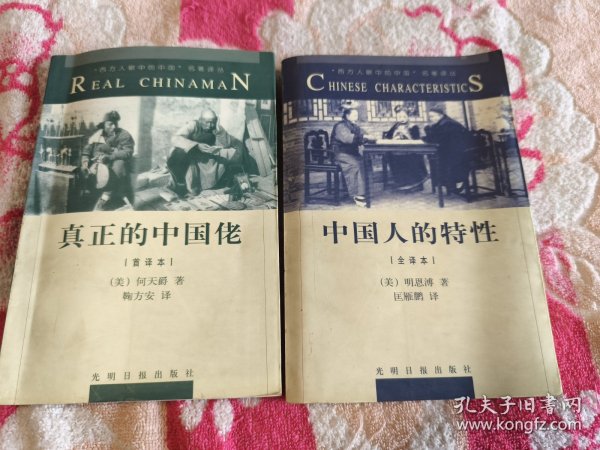 "西方人眼中的中国"名著译丛
REAL CHINAMAN
真正的中国佬
[首译本]
(美)何天爵 著
鞠方安 译
光明日报出版社
"西方人眼中的中国"名著译丛
CHINESE CHARACTERISTICS
中国人的特性
[全译本]
(美)明恩溥 著
匡雁鹏 译
光明日报出版社
孔夫子旧书网
www.kongfz.com